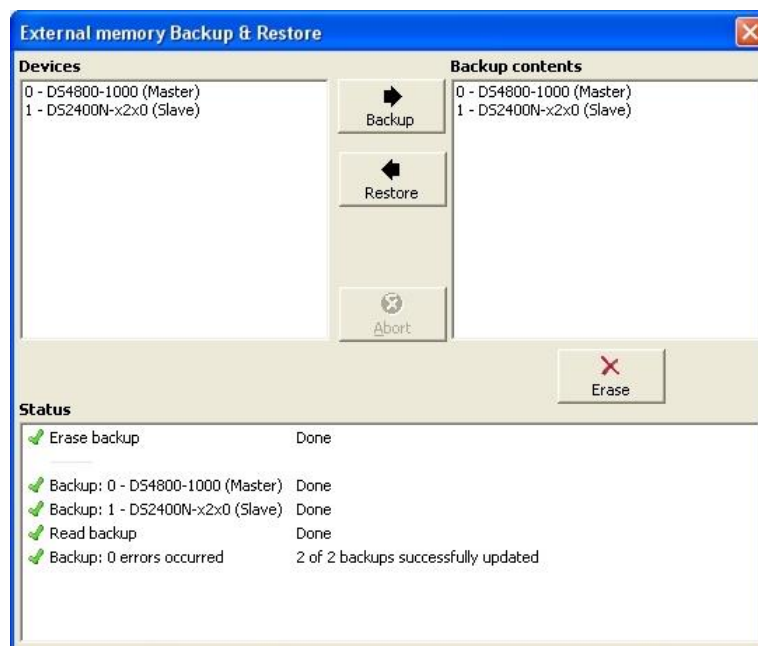 External memory Backup & Restore
Devices
Backup contents
0 - DS4800-1000 (Master)
1 - DS2400N-x2x0 (Slave)
Backup
Restore
Abort
0 - DS4800-1000 (Master)
1 - DS2400N-x2x0 (Slave)
Erase
Status
Erase backup Done
Backup: 0 - DS4800-1000 (Master) Done
Backup: 1 - DS2400N-x2x0 (Slave) Done
Read backup Done
Backup: 0 errors occurred 2 of 2 backups successfully updated